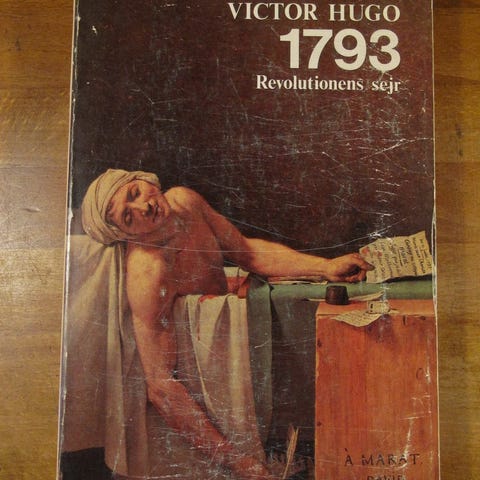 VICTOR HUGO
1793
Revolutionens sejr
À MARAT.